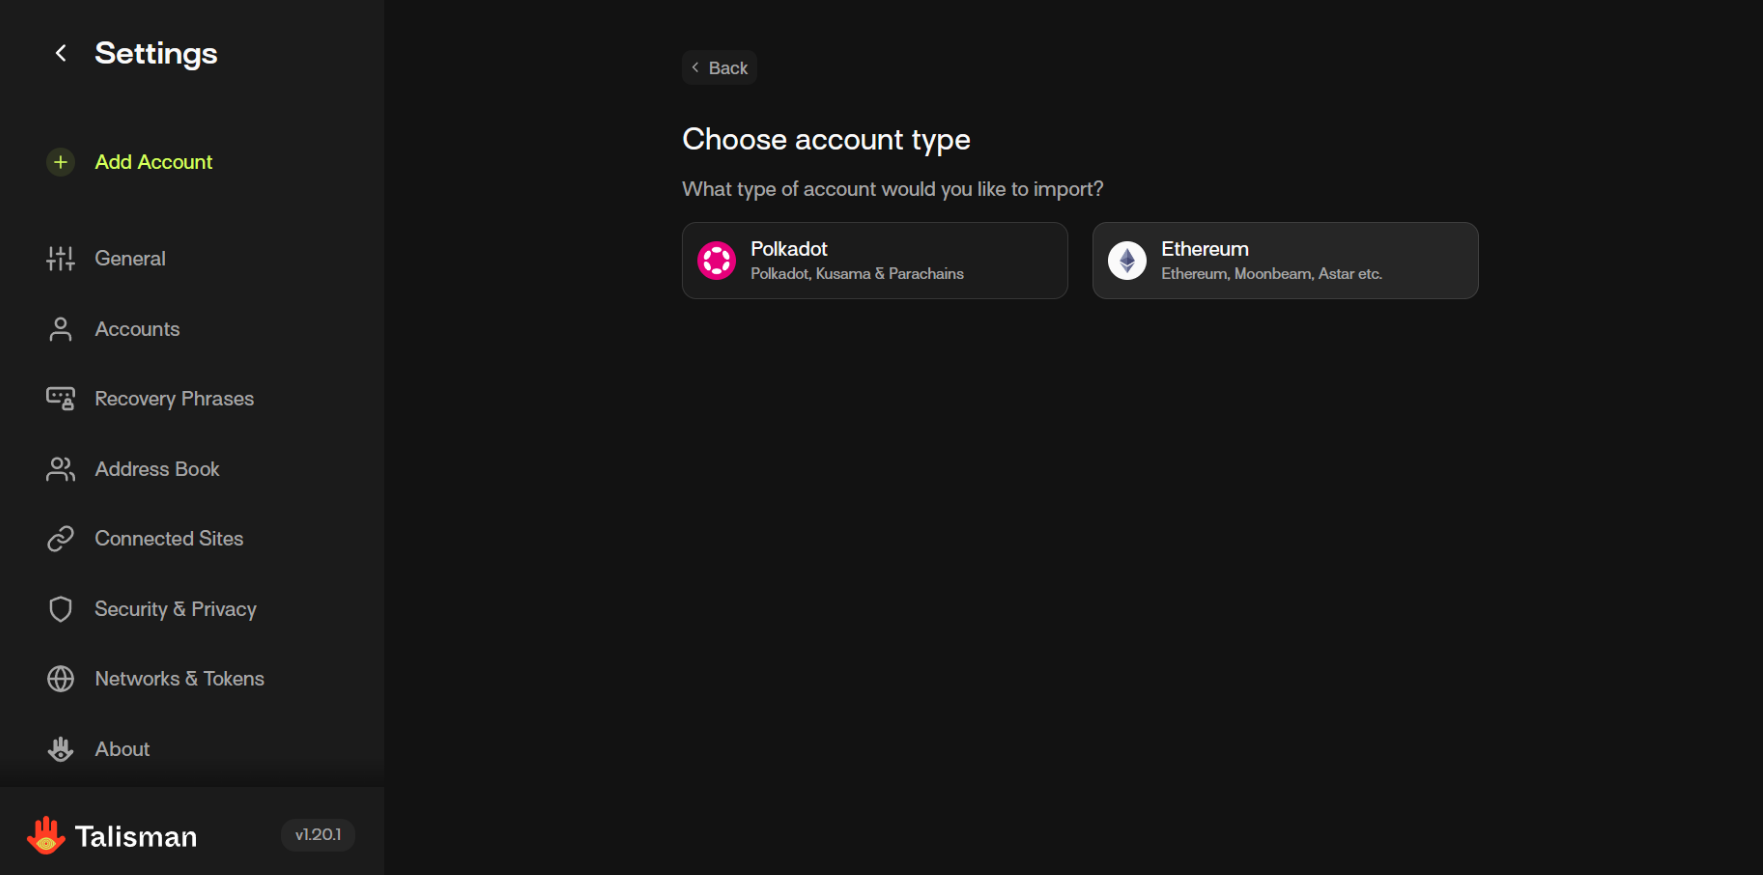 Settings
Add Account
General
Accounts
Recovery Phrases
Address Book
Connected Sites
Security & Privacy
Networks & Tokens
About
Talisman
v1.20.1
Back
Choose account type
What type of account would you like to import?
Polkadot
Polkadot, Kusama & Parachains
Ethereum
Ethereum, Moonbeam, Astar etc.